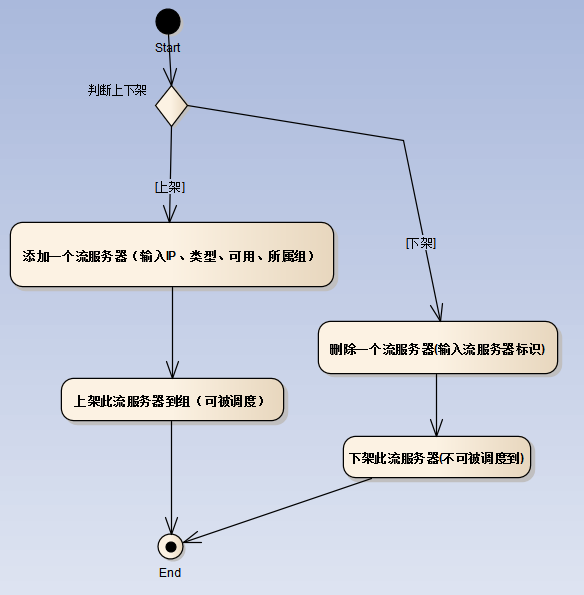 Start
判断上下架
[上架]
[下架]
添加一个流服务器（输入IP、类型、可用、所属组）
删除一个流服务器(输入流服务器标识)
上架此流服务器到组（可被调度）
下架此流服务器(不可被调度到)
End